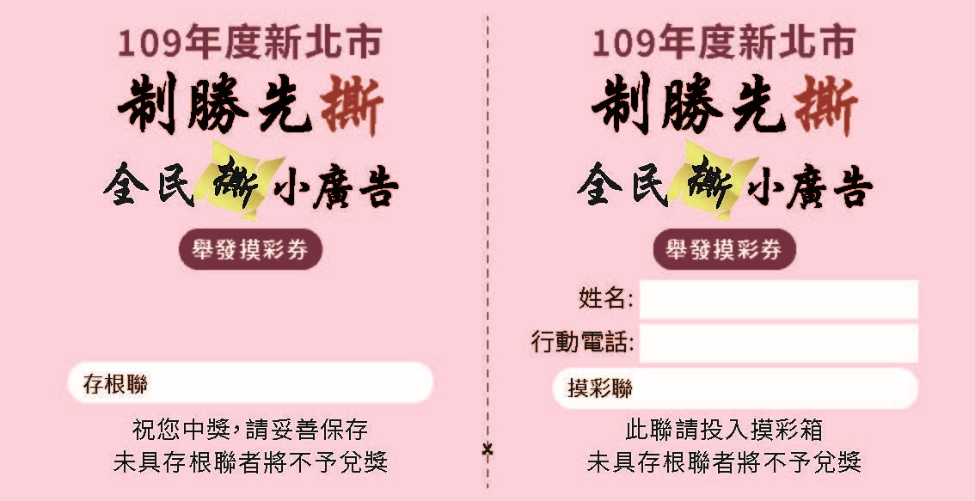 109年度新北市
制勝先撕
全民撕小廣告
舉發摸彩券
存根聯
祝您中獎,請妥善保存
未具存根聯者將不予兌獎
109年度新北市
制勝先撕
全民撕小廣告
舉發摸彩券
姓名:
行動電話:
摸彩聯
此聯請投入摸彩箱
未具存根聯者將不予兌獎